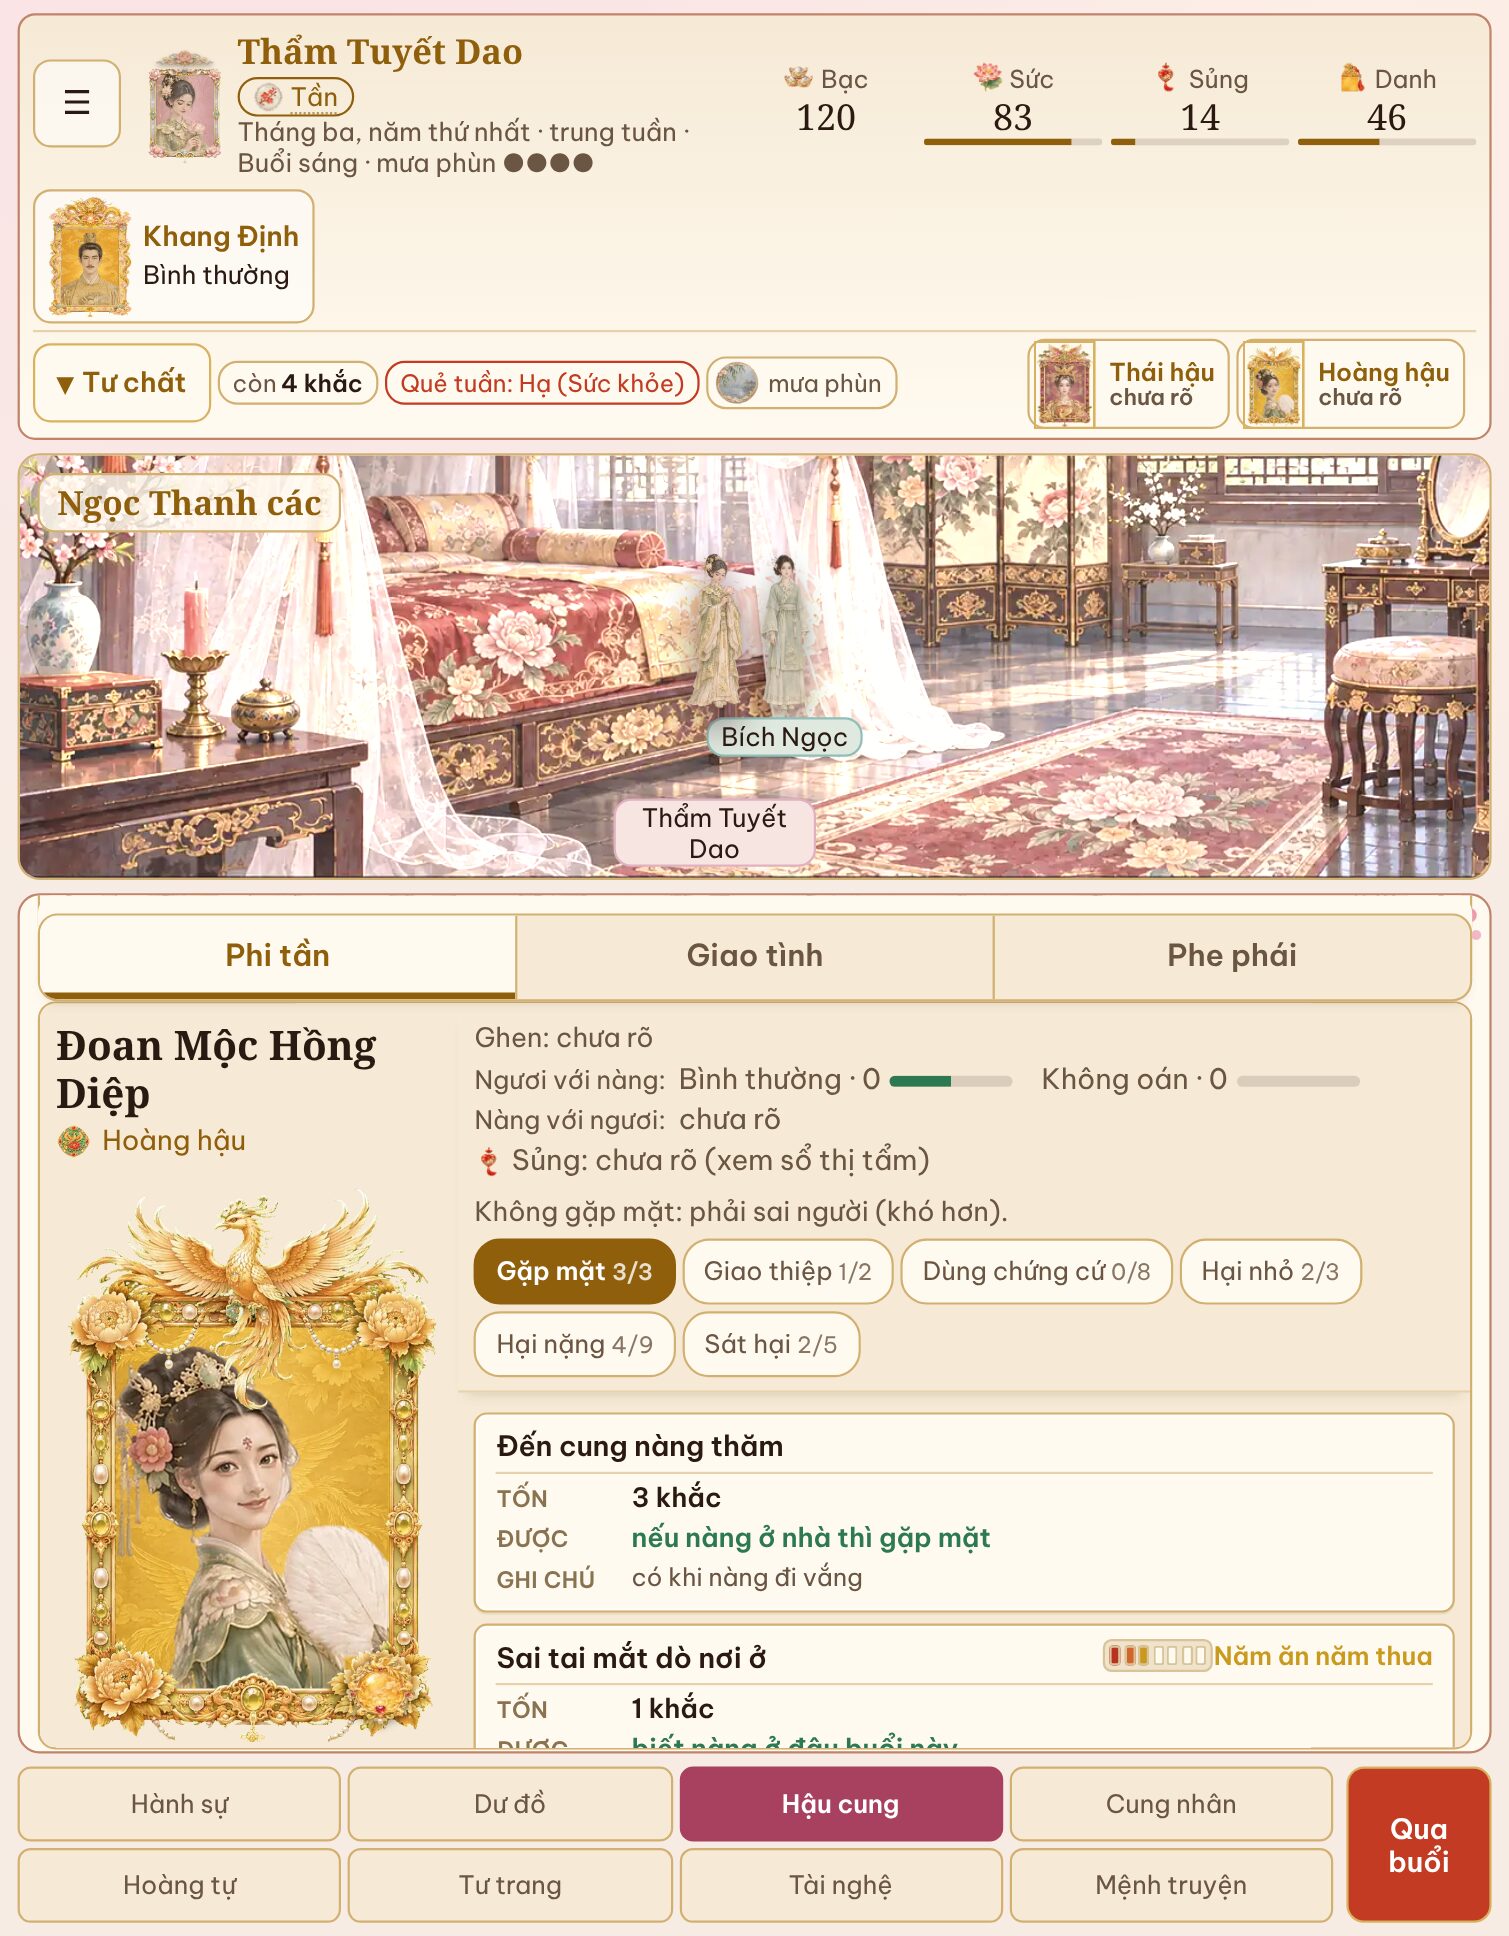 ☰
Thẩm Tuyết Dao
Tần
Tháng ba, năm thứ nhất · trung tuần ·
Buổi sáng · mưa phùn ●●●●
Bạc
120
Sức
83
Sủng
14
Danh
46
Khang Định
Bình thường
▼ Tư chất
còn 4 khắc
Quẻ tuần: Hạ (Sức khỏe)
mưa phùn
Thái hậu
chưa rõ
Hoàng hậu
chưa rõ
Ngọc Thanh các
Bích Ngọc
Thẩm Tuyết
Dao
Phi tần
Giao tình
Phe phái
Đoan Mộc Hồng
Diệp
Hoàng hậu
Ghen: chưa rõ
Ngươi với nàng: Bình thường · 0 Không oán · 0
Nàng với ngươi: chưa rõ
Sủng: chưa rõ (xem sổ thị tẩm)
Không gặp mặt: phải sai người (khó hơn).
Gặp mặt 3/3
Giao thiệp 1/2
Dùng chứng cứ 0/8
Hại nhỏ 2/3
Hại nặng 4/9
Sát hại 2/5
Đến cung nàng thăm
TỐN 3 khắc
ĐƯỢC nếu nàng ở nhà thì gặp mặt
GHI CHÚ có khi nàng đi vắng
Sai tai mắt dò nơi ở Năm ăn năm thua
TỐN 1 khắc
ĐƯỢC biết nàng ở đâu buổi này
Hành sự
Dư đồ
Hậu cung
Cung nhân
Hoàng tự
Tư trang
Tài nghệ
Mệnh truyện
Qua
buổi